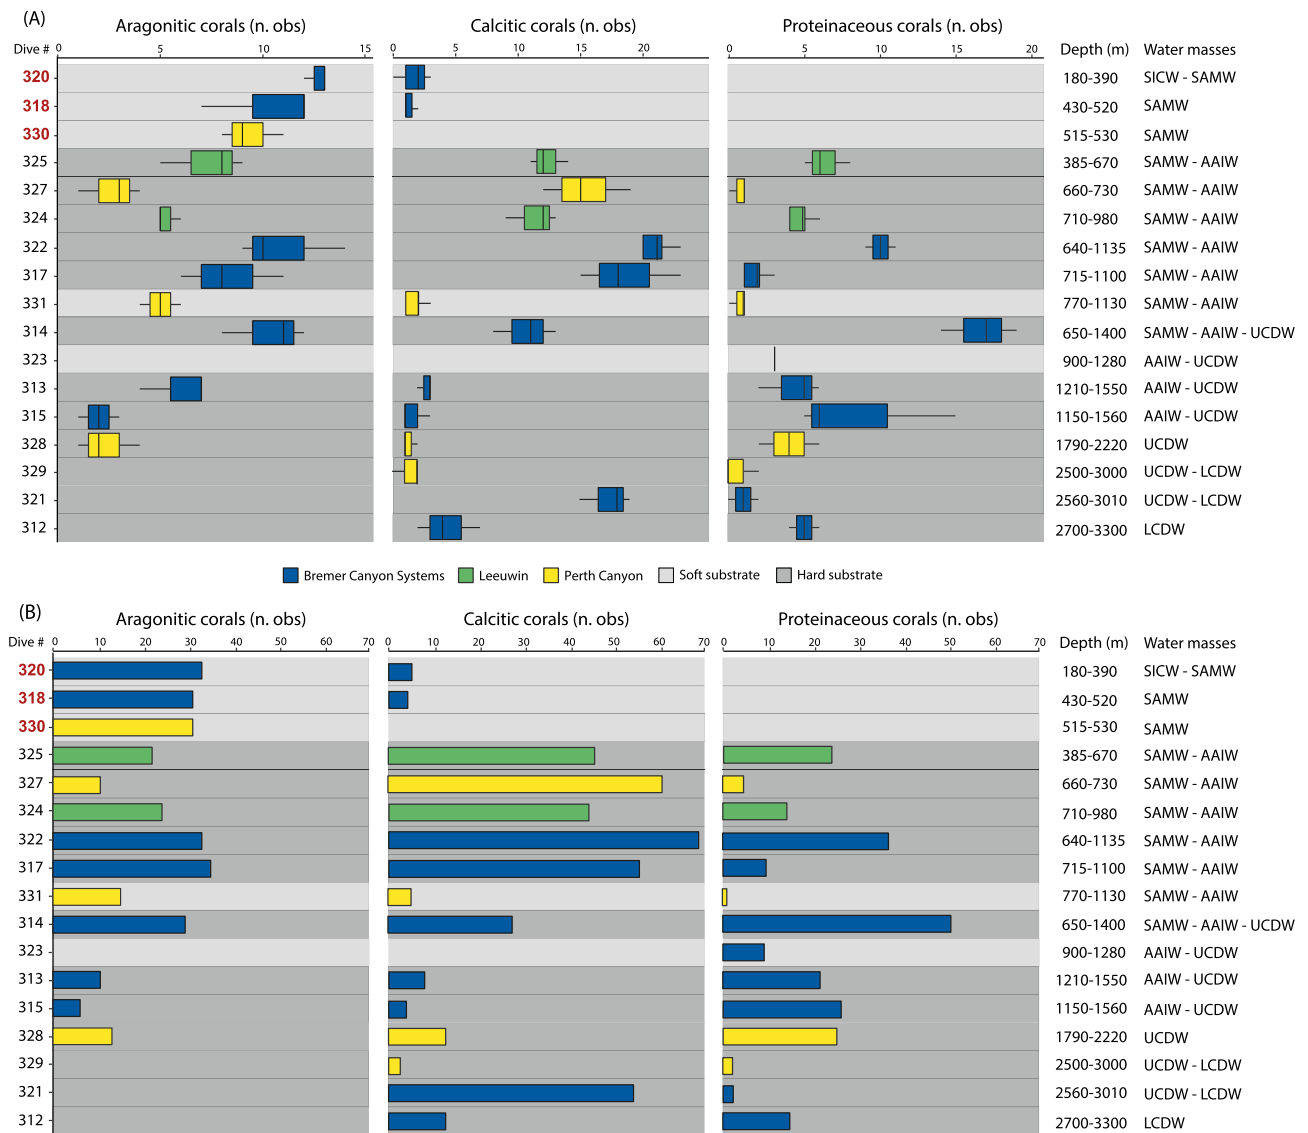 (A)
Aragonitic corals (n. obs) Calcitic corals (n. obs) Proteinaceous corals (n. obs)
Dive # 0 5 10 15 0 5 10 15 20 0 5 10 15 20 Depth (m) Water masses
320 180-390 SICW - SAMW
318 430-520 SAMW
330 515-530 SAMW
325 385-670 SAMW - AAIW
327 660-730 SAMW - AAIW
324 710-980 SAMW - AAIW
322 640-1135 SAMW - AAIW
317 715-1100 SAMW - AAIW
331 770-1130 SAMW - AAIW
314 650-1400 SAMW - AAIW - UCDW
323 900-1280 AAIW - UCDW
313 1210-1550 AAIW - UCDW
315 1150-1560 AAIW - UCDW
328 1790-2220 UCDW
329 2500-3000 UCDW - LCDW
321 2560-3010 UCDW - LCDW
312 2700-3300 LCDW
Bremer Canyon Systems Leeuwin Perth Canyon Soft substrate Hard substrate
(B)
Aragonitic corals (n. obs) Calcitic corals (n. obs) Proteinaceous corals (n. obs)
Dive # 0 10 20 30 40 50 60 70 0 10 20 30 40 50 60 70 0 10 20 30 40 50 60 70 Depth (m) Water masses
320 180-390 SICW - SAMW
318 430-520 SAMW
330 515-530 SAMW
325 385-670 SAMW - AAIW
327 660-730 SAMW - AAIW
324 710-980 SAMW - AAIW
322 640-1135 SAMW - AAIW
317 715-1100 SAMW - AAIW
331 770-1130 SAMW - AAIW
314 650-1400 SAMW - AAIW - UCDW
323 900-1280 AAIW - UCDW
313 1210-1550 AAIW - UCDW
315 1150-1560 AAIW - UCDW
328 1790-2220 UCDW
329 2500-3000 UCDW - LCDW
321 2560-3010 UCDW - LCDW
312 2700-3300 LCDW